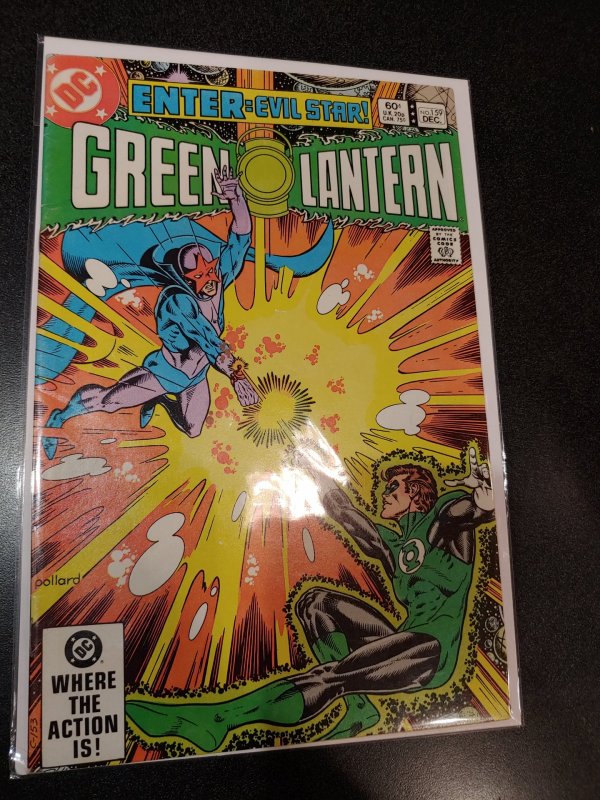 DC
ENTER: EVIL STAR!
60¢
U.K. 20p
CAN. 75¢
NO. 159
DEC.
GREEN LANTERN
APPROVED
BY THE
COMICS
CODE
AUTHORITY
pollard
DC
WHERE
THE
ACTION
IS!